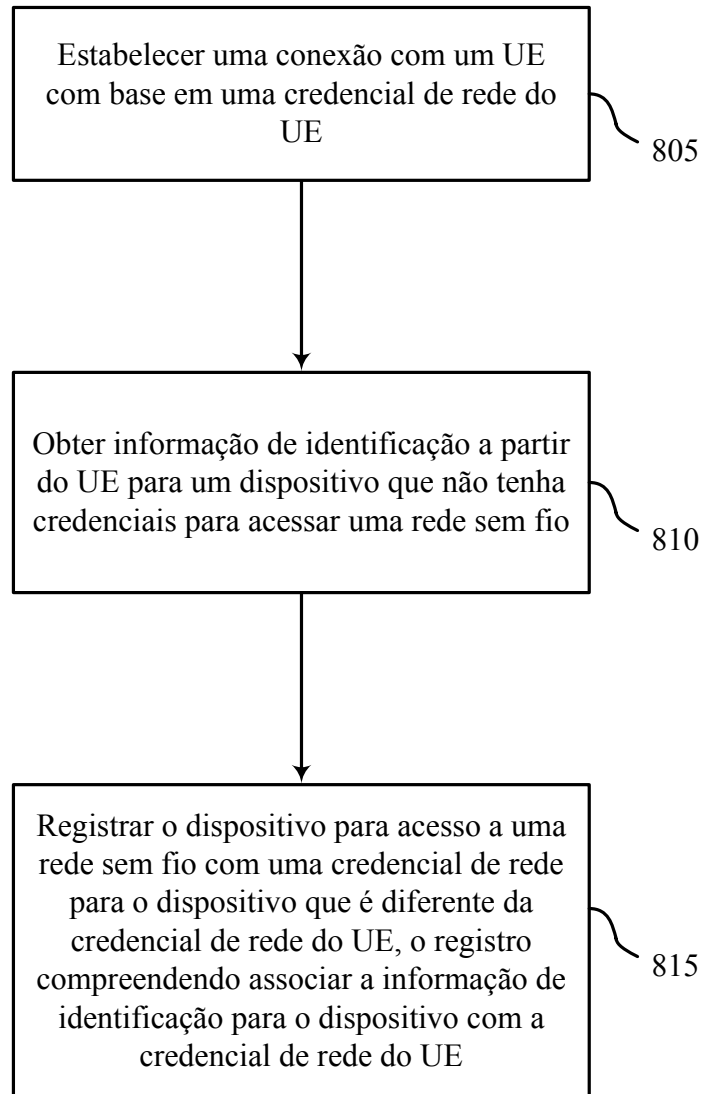 Estabelecer uma conexão com um UE
com base em uma credencial de rede do
UE
805
Obter informação de identificação a partir
do UE para um dispositivo que não tenha
credenciais para acessar uma rede sem fio
810
Registrar o dispositivo para acesso a uma
rede sem fio com uma credencial de rede
para o dispositivo que é diferente da
credencial de rede do UE, o registro
compreendendo associar a informação de
identificação para o dispositivo com a
credencial de rede do UE
815